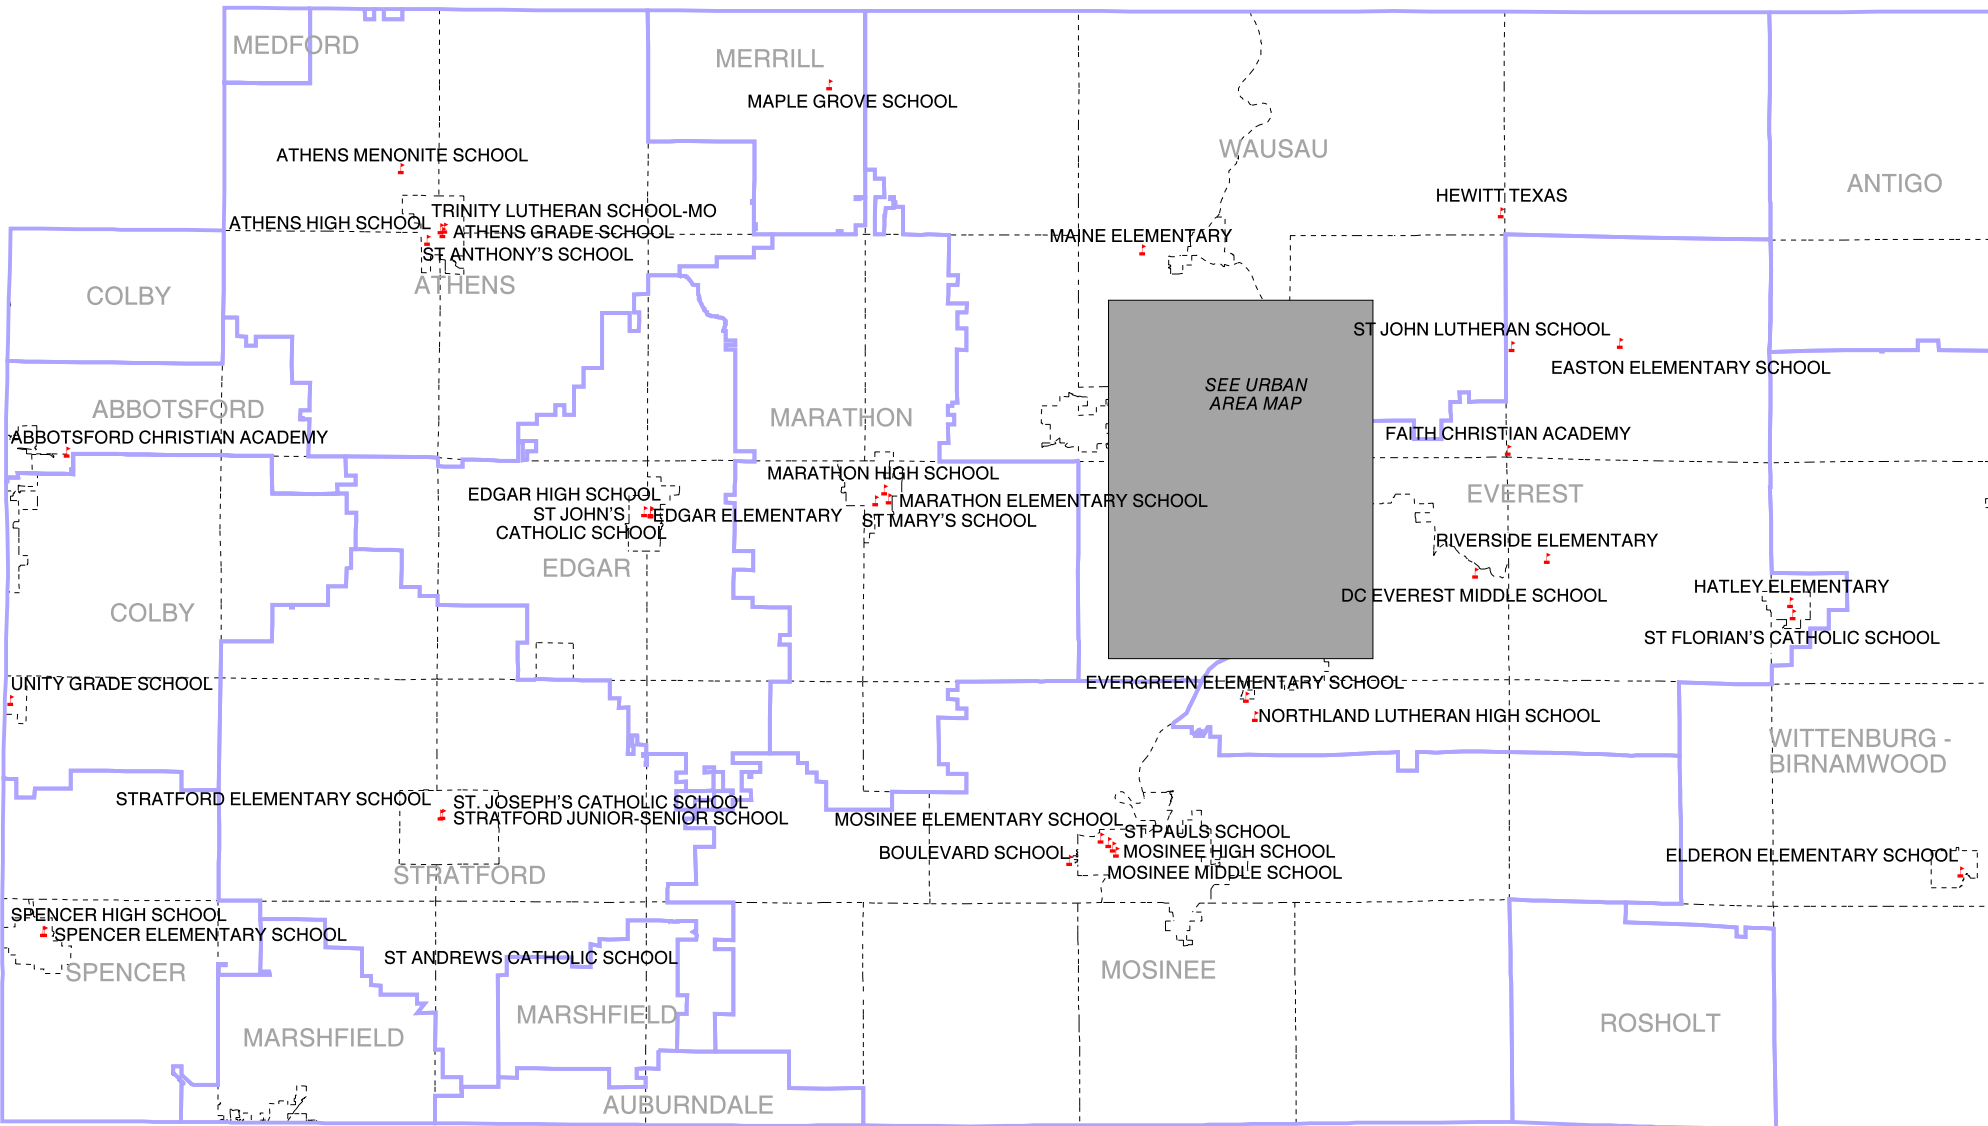 MEDFORD
MERRILL
MAPLE GROVE SCHOOL
WAUSAU
ATHENS MENONITE SCHOOL
ANTIGO
HEWITT TEXAS
TRINITY LUTHERAN SCHOOL-MO
ATHENS HIGH SCHOOL
ATHENS GRADE SCHOOL
MAINE ELEMENTARY
ST ANTHONY'S SCHOOL
ATHENS
COLBY
ST JOHN LUTHERAN SCHOOL
EASTON ELEMENTARY SCHOOL
SEE URBAN
AREA MAP
ABBOTSFORD
MARATHON
ABBOTSFORD CHRISTIAN ACADEMY
FAITH CHRISTIAN ACADEMY
MARATHON HIGH SCHOOL
EDGAR HIGH SCHOOL
EVEREST
MARATHON ELEMENTARY SCHOOL
ST JOHN'S
CATHOLIC SCHOOL
EDGAR ELEMENTARY
ST MARY'S SCHOOL
RIVERSIDE ELEMENTARY
EDGAR
HATLEY ELEMENTARY
DC EVEREST MIDDLE SCHOOL
COLBY
ST FLORIAN'S CATHOLIC SCHOOL
UNITY GRADE SCHOOL
EVERGREEN ELEMENTARY SCHOOL
NORTHLAND LUTHERAN HIGH SCHOOL
WITTENBURG -
BIRNAMWOOD
STRATFORD ELEMENTARY SCHOOL
ST. JOSEPH'S CATHOLIC SCHOOL
STRATFORD JUNIOR-SENIOR SCHOOL
MOSINEE ELEMENTARY SCHOOL
ST PAULS SCHOOL
BOULEVARD SCHOOL
MOSINEE HIGH SCHOOL
MOSINEE MIDDLE SCHOOL
ELDERON ELEMENTARY SCHOOL
STRATFORD
SPENCER HIGH SCHOOL
SPENCER ELEMENTARY SCHOOL
ST ANDREWS CATHOLIC SCHOOL
SPENCER
MOSINEE
MARSHFIELD
MARSHFIELD
ROSHOLT
AUBURNDALE